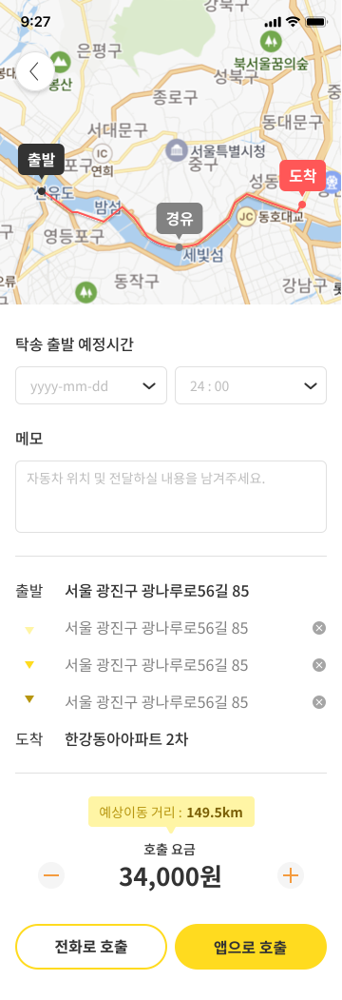 9:27
강북구
은평구
북서울꿈의숲
성북구
봉산
종로구
서대문구
동대문구
연희
IC
서울특별시청
중구
출발
도착
선유도
밤섬
경유
성동
JC
동호대교
영등포구
세빛섬
동작구
강남구
탁송 출발 예정시간
yyyy-mm-dd
24 : 00
메모
자동차 위치 및 전달하실 내용을 남겨주세요.
출발 서울 광진구 광나루로56길 85
서울 광진구 광나루로56길 85
서울 광진구 광나루로56길 85
서울 광진구 광나루로56길 85
도착 한강동아아파트 2차
예상이동 거리 : 149.5km
호출 요금
34,000원
전화로 호출
앱으로 호출